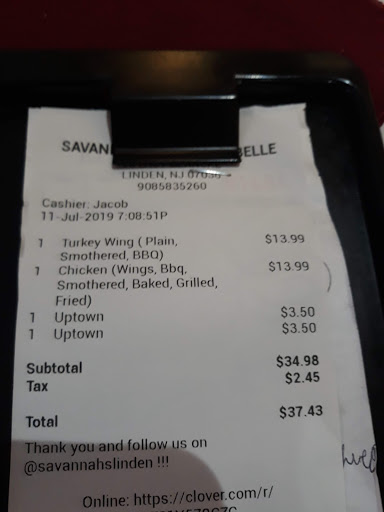 SAVAN BELLE
LINDEN, NJ 07036
9085835260
Cashier: Jacob
11-Jul-2019 7:08:51P
1 Turkey Wing ( Plain, $13.99
Smothered, BBQ)
1 Chicken (Wings, Bbq, $13.99
Smothered, Baked, Grilled,
Fried)
1 Uptown $3.50
1 Uptown $3.50
Subtotal $34.98
Tax $2.45
Total $37.43
Thank you and follow us on
@savannahslinden !!!
Online: https://clover.com/r/